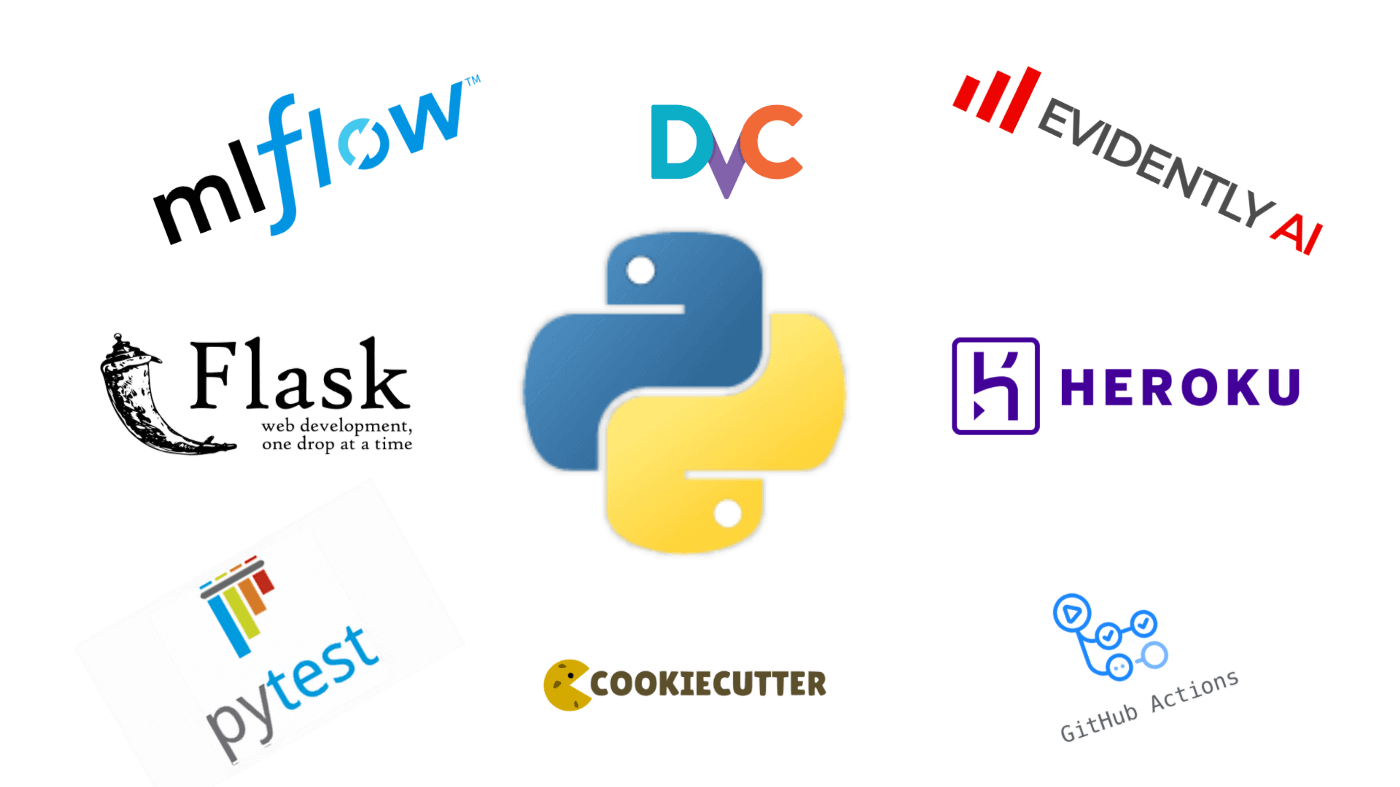 mlflow™
DVC
EVIDENTLY AI
Flask
web development,
one drop at a time
HEROKU
pytest
COOKIECUTTER
GitHub Actions